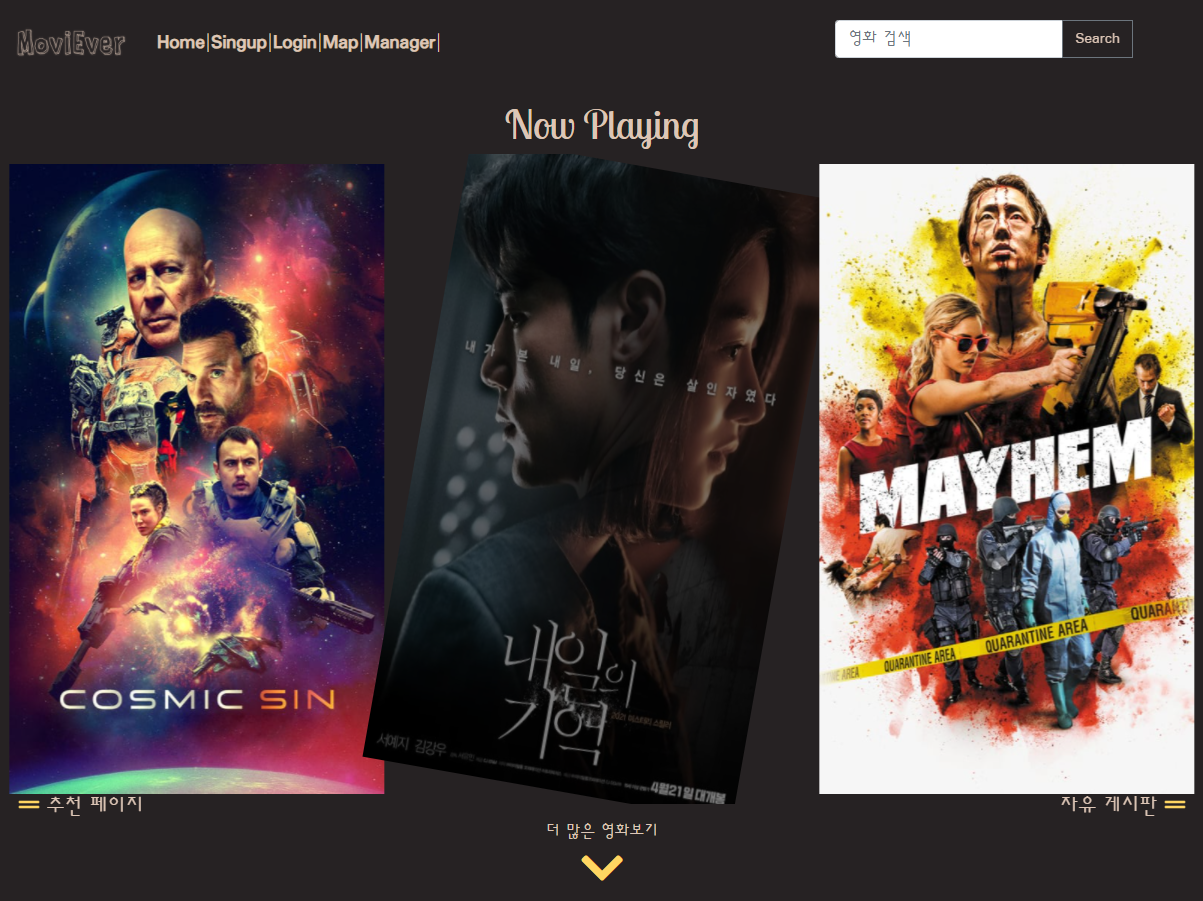 MoviEver
Home|Singup|Login|Map|Manager|
영화 검색
Search
Now Playing
COSMIC SIN
내가 본 내일, 당신은 살인자였다
내일의
기억
2021 미스터리 스릴러
서예지 김강우
4월21일 대개봉
MAYHEM
AREA QUARANTINE AREA QUARANTINE AREA QUARANT
추천 페이지
자유 게시판
더 많은 영화보기